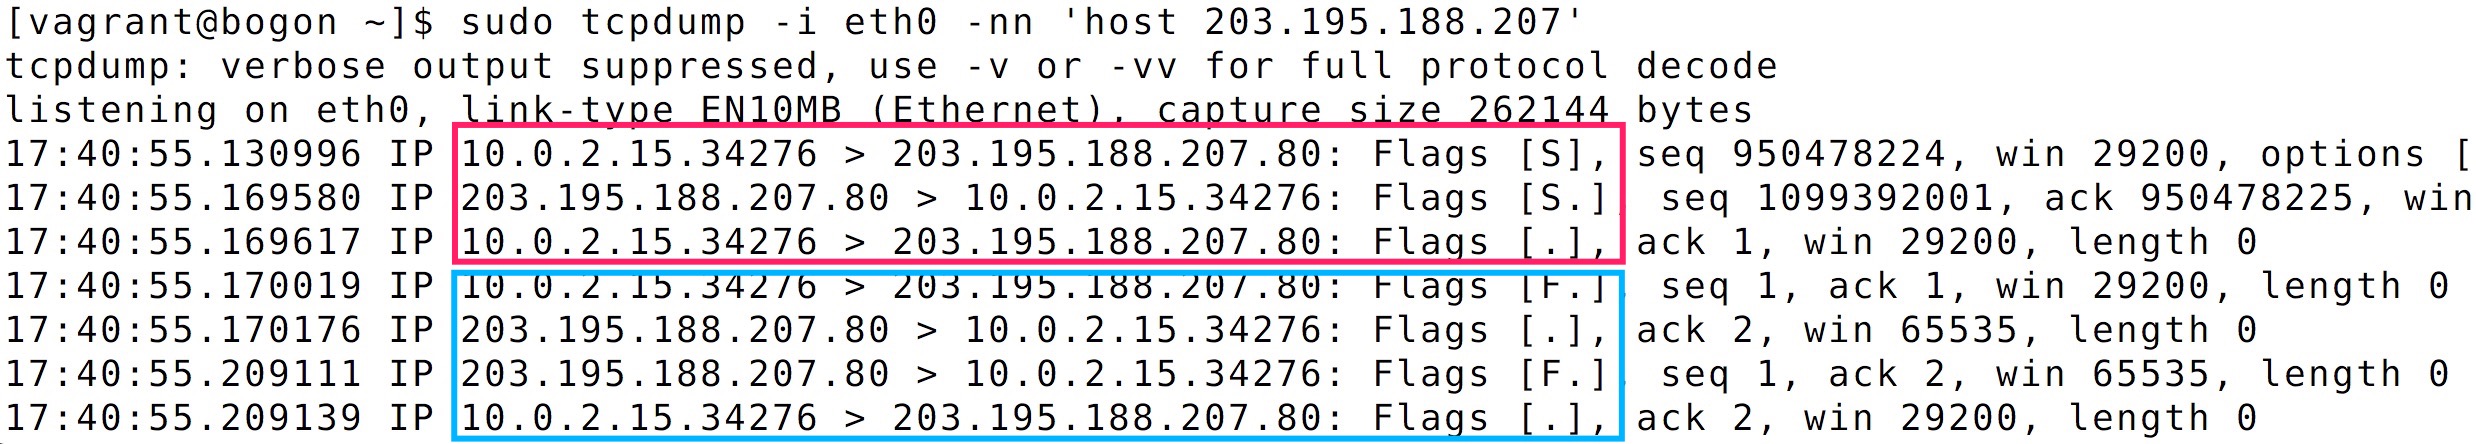 [vagrant@bogon ~]$ sudo tcpdump -i eth0 -nn 'host 203.195.188.207'
tcpdump: verbose output suppressed, use -v or -vv for full protocol decode
listening on eth0, link-type EN10MB (Ethernet), capture size 262144 bytes
17:40:55.130996 IP 10.0.2.15.34276 > 203.195.188.207.80: Flags [S], seq 950478224, win 29200, options [
17:40:55.169580 IP 203.195.188.207.80 > 10.0.2.15.34276: Flags [S.], seq 1099392001, ack 950478225, win
17:40:55.169617 IP 10.0.2.15.34276 > 203.195.188.207.80: Flags [.], ack 1, win 29200, length 0
17:40:55.170019 IP 10.0.2.15.34276 > 203.195.188.207.80: Flags [F.], seq 1, ack 1, win 29200, length 0
17:40:55.170176 IP 203.195.188.207.80 > 10.0.2.15.34276: Flags [.], ack 2, win 65535, length 0
17:40:55.209111 IP 203.195.188.207.80 > 10.0.2.15.34276: Flags [F.], seq 1, ack 2, win 65535, length 0
17:40:55.209139 IP 10.0.2.15.34276 > 203.195.188.207.80: Flags [.], ack 2, win 29200, length 0